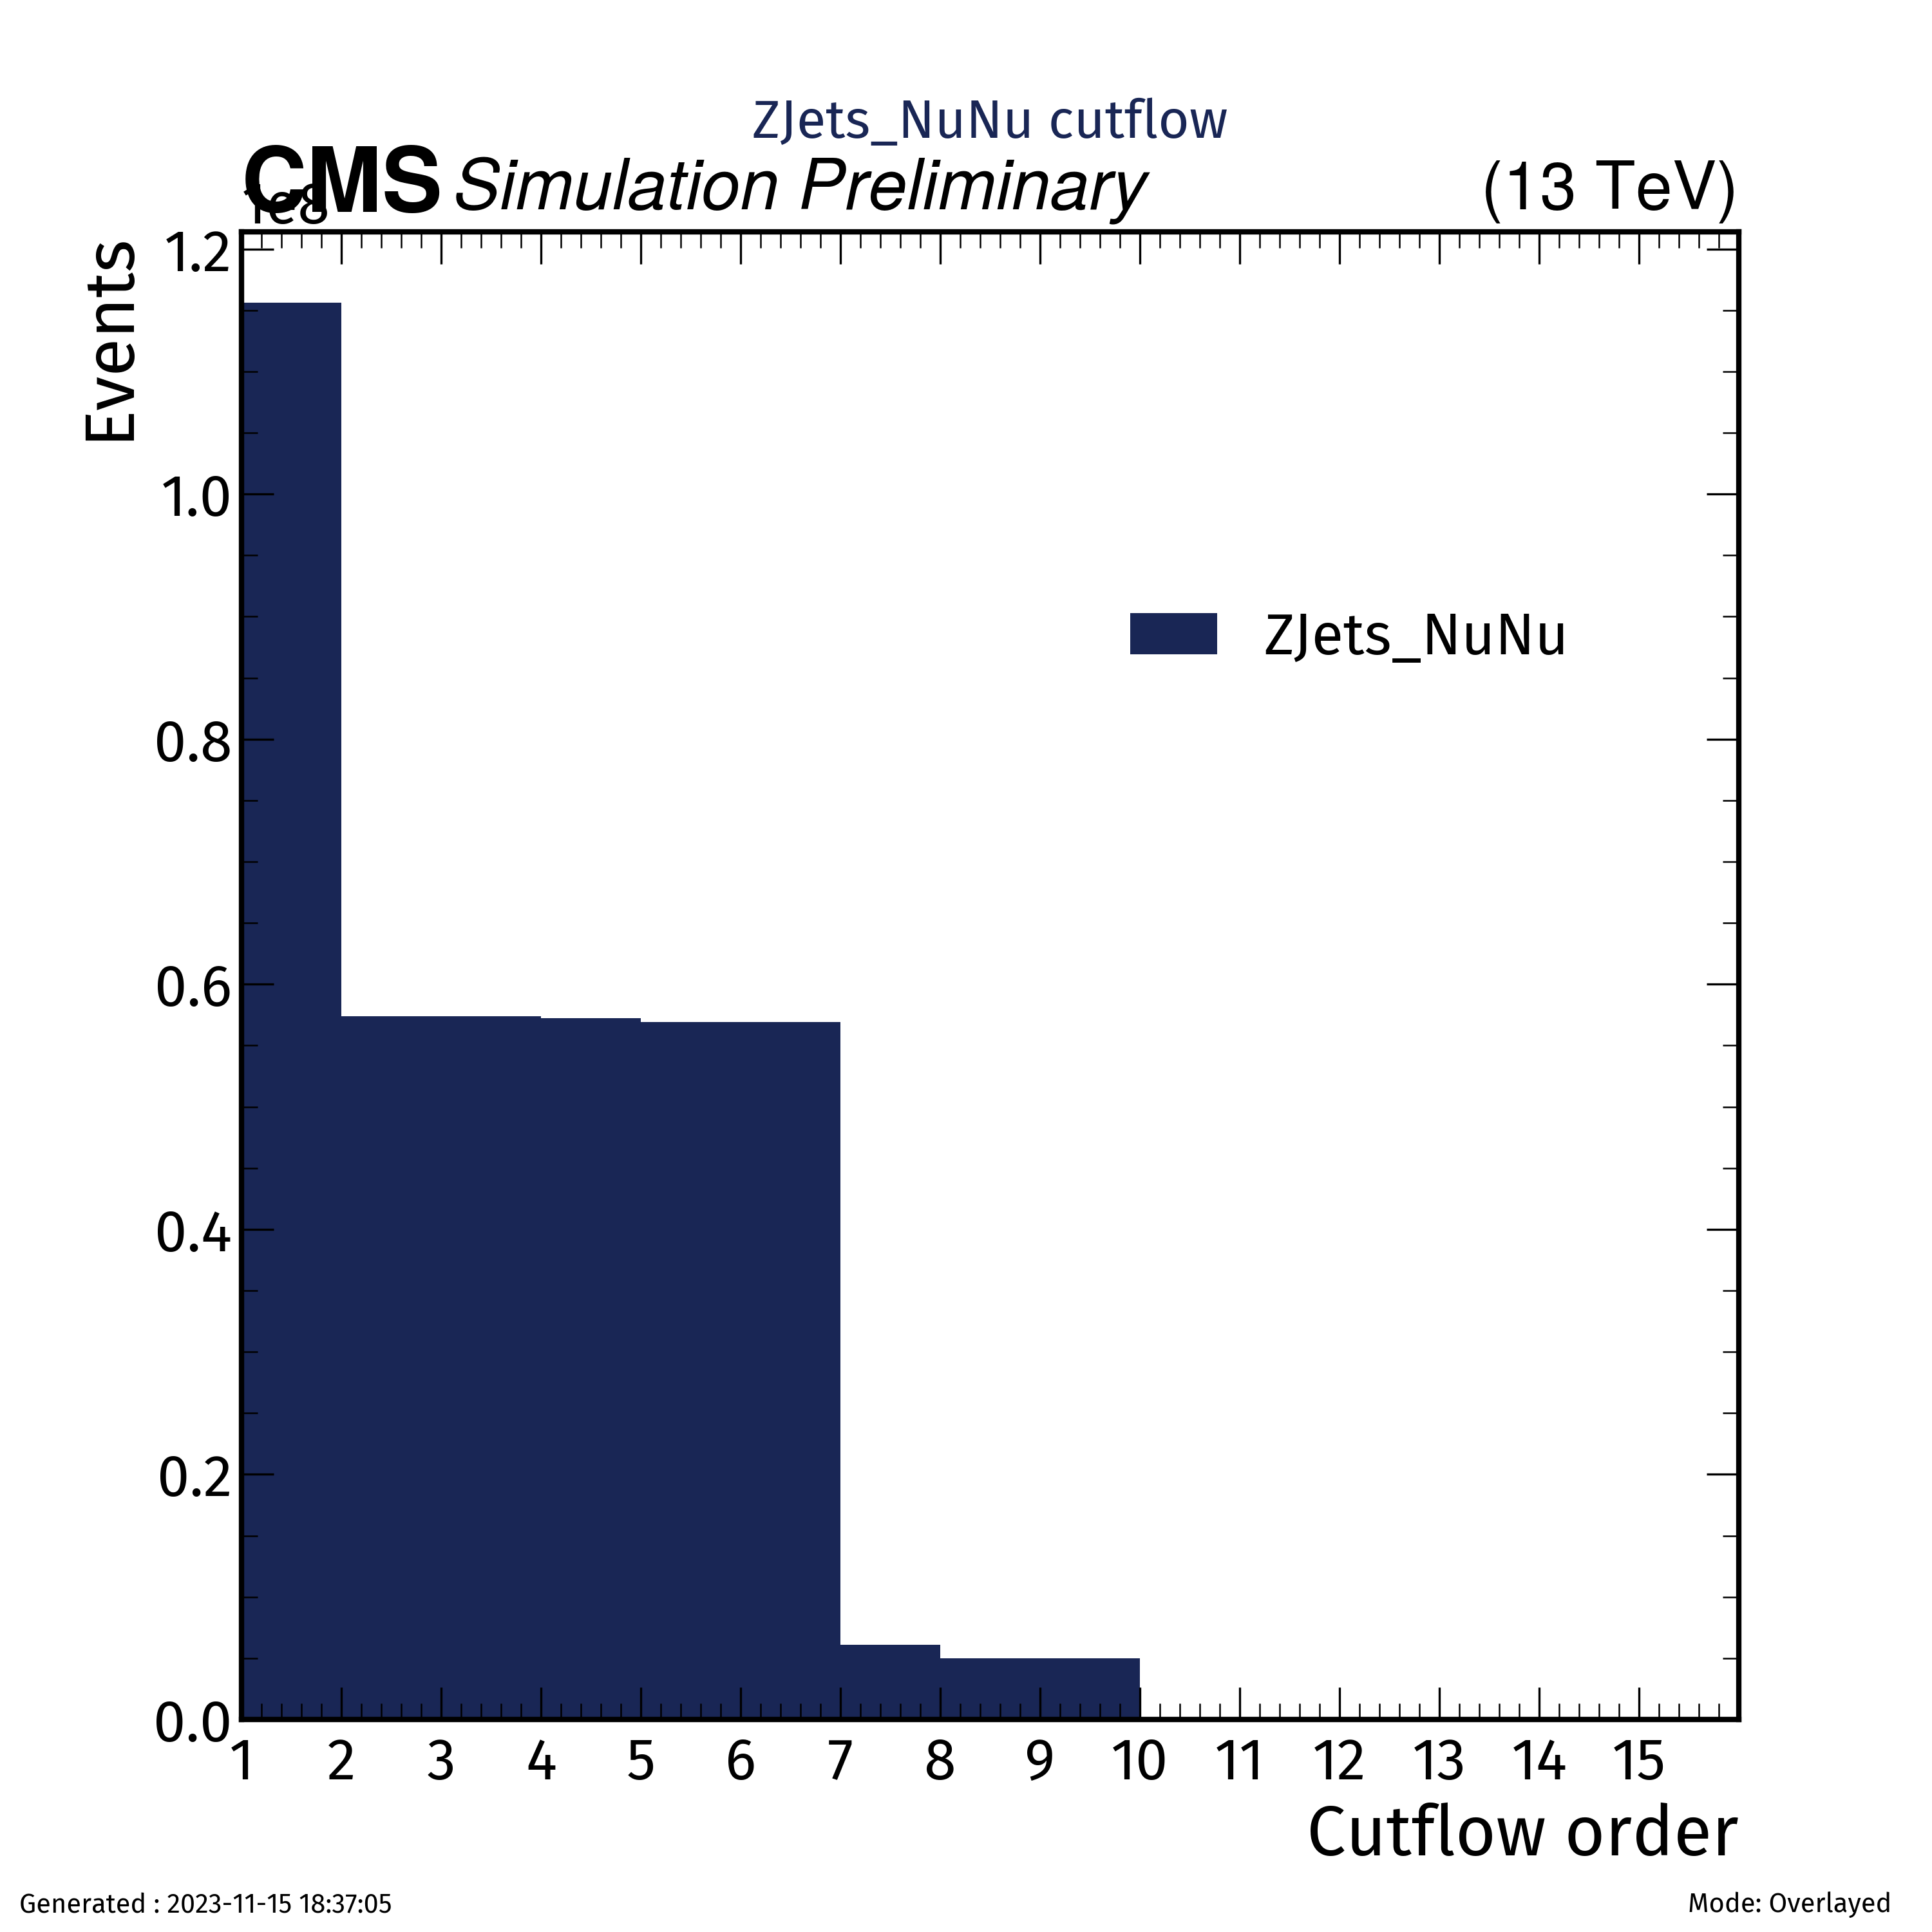 ZJets_NuNu cutflow
CMS Simulation Preliminary (13 TeV)
1e8
Events
1.2
1.0
0.8
0.6
0.4
0.2
0.0
ZJets_NuNu
1 2 3 4 5 6 7 8 9 10 11 12 13 14 15
Cutflow order
Generated : 2023-11-15 18:37:05
Mode: Overlayed